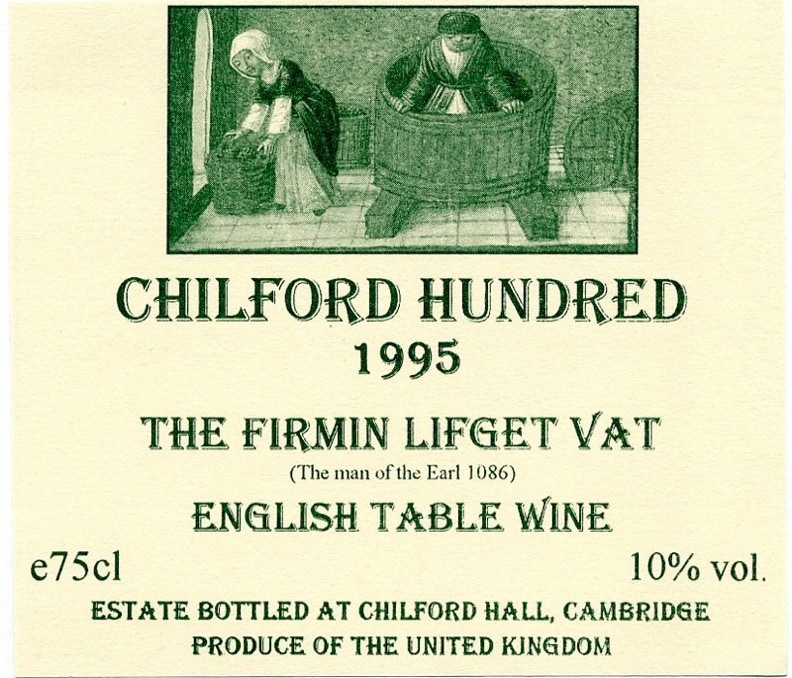 CHILFORD HUNDRED
1995
THE FIRMIN LIFGET VAT
(The man of the Earl 1086)
ENGLISH TABLE WINE
e75cl 10% vol.
ESTATE BOTTLED AT CHILFORD HALL, CAMBRIDGE
PRODUCE OF THE UNITED KINGDOM